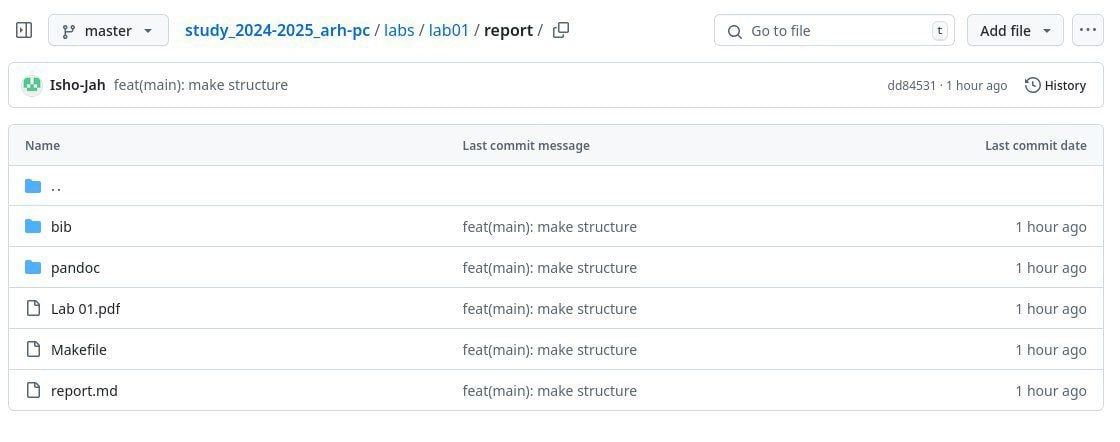 master study_2024-2025_arh-pc / labs / lab01 / report / Go to file t Add file ...
Isho-Jah feat(main): make structure dd84531 · 1 hour ago History
Name Last commit message Last commit date
..
bib feat(main): make structure 1 hour ago
pandoc feat(main): make structure 1 hour ago
Lab 01.pdf feat(main): make structure 1 hour ago
Makefile feat(main): make structure 1 hour ago
report.md feat(main): make structure 1 hour ago